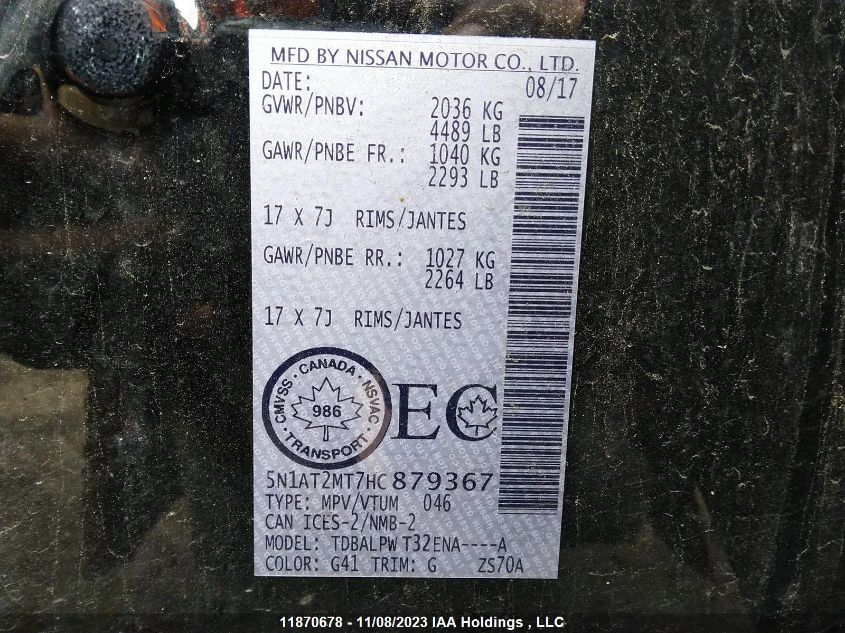 MFD BY NISSAN MOTOR CO., LTD.
DATE: 08/17
GVWR/PNBV: 2036 KG
4489 LB
GAWR/PNBE FR.: 1040 KG
2293 LB
17 X 7J RIMS/JANTES
GAWR/PNBE RR.: 1027 KG
2264 LB
17 X 7J RIMS/JANTES
CMVSS · CANADA · NSVAC · TRANSPORT ·
986
EC
5N1AT2MT7HC879367
TYPE: MPV/VTUM 046
CAN ICES-2/NMB-2
MODEL: TDBALPW T32ENA----A
COLOR: G41 TRIM: G ZS70A
11870678 - 11/08/2023 IAA Holdings , LLC